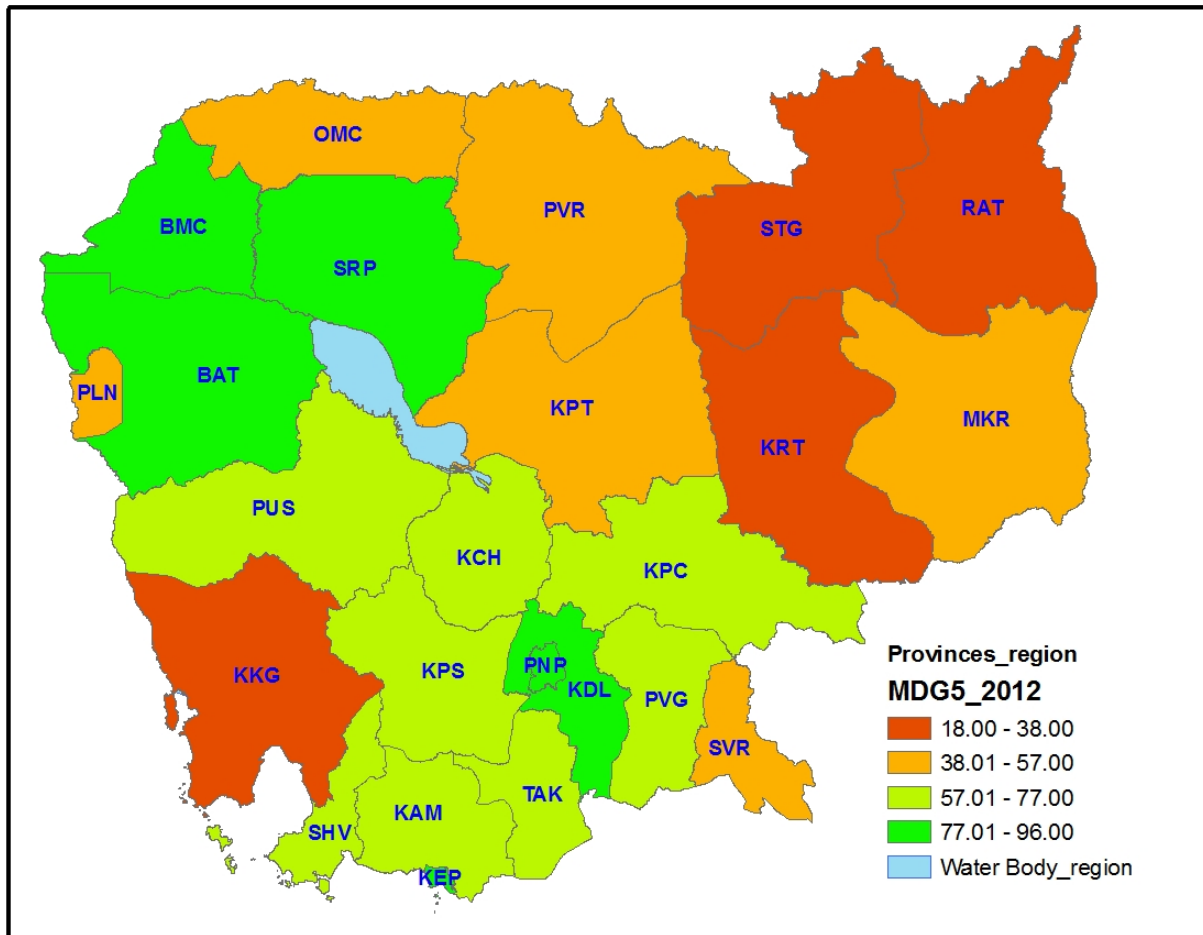 OMC
BMC
PVR
STG
RAT
SRP
BAT
PLN
KPT
KRT
MKR
PUS
KCH
KPC
KKG
KPS
PNP
KDL
PVG
SVR
TAK
KAM
SHV
KEP
Provinces_region
MDG5_2012
18.00 - 38.00
38.01 - 57.00
57.01 - 77.00
77.01 - 96.00
Water Body_region